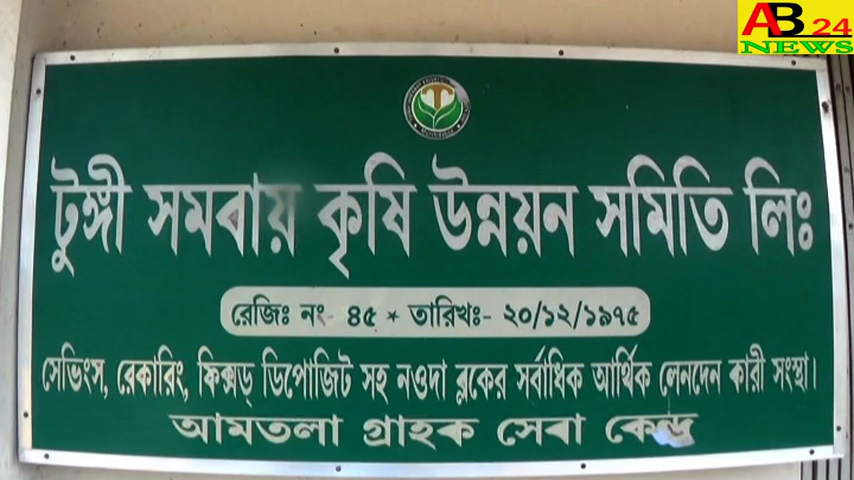 AB 24
NEWS
টুঙ্গী সমবায় কৃষি উন্নয়ন সমিতি লিঃ
রেজিঃ নং- ৪৫ * তারিখঃ- ২০/১২/১৯৭৫
সেভিংস, রেকারিং, ফিক্সড্ ডিপোজিট সহ নওদা ব্লকের সর্বাধিক আর্থিক লেনদেন কারী সংস্থা।
আমতলা গ্রাহক সেবা কেন্দ্র